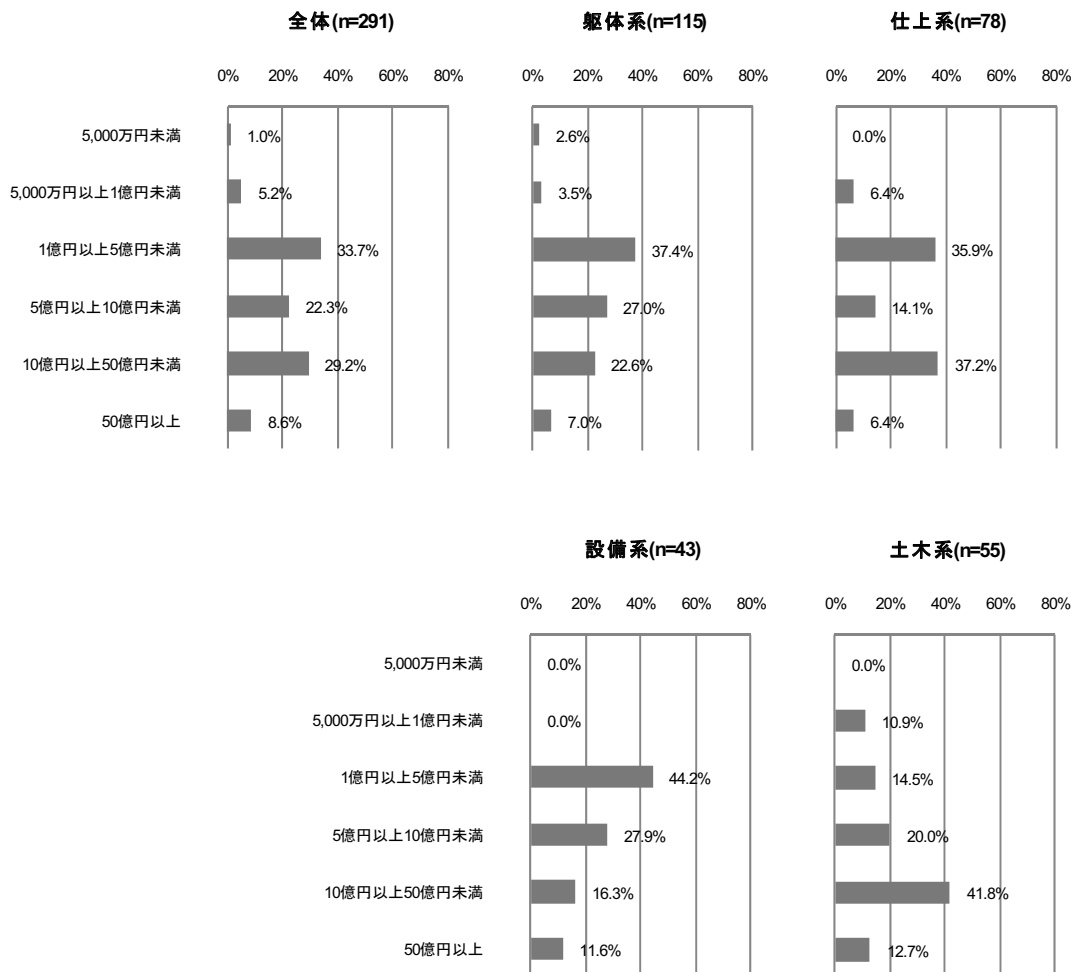 全体(n=291) 躯体系(n=115) 仕上系(n=78)
0% 20% 40% 60% 80% 0% 20% 40% 60% 80% 0% 20% 40% 60% 80%
5,000万円未満 1.0% 2.6% 0.0%
5,000万円以上1億円未満 5.2% 3.5% 6.4%
1億円以上5億円未満 33.7% 37.4% 35.9%
5億円以上10億円未満 22.3% 27.0% 14.1%
10億円以上50億円未満 29.2% 22.6% 37.2%
50億円以上 8.6% 7.0% 6.4%
設備系(n=43) 土木系(n=55)
0% 20% 40% 60% 80% 0% 20% 40% 60% 80%
5,000万円未満 0.0% 0.0%
5,000万円以上1億円未満 0.0% 10.9%
1億円以上5億円未満 44.2% 14.5%
5億円以上10億円未満 27.9% 20.0%
10億円以上50億円未満 16.3% 41.8%
50億円以上 11.6% 12.7%